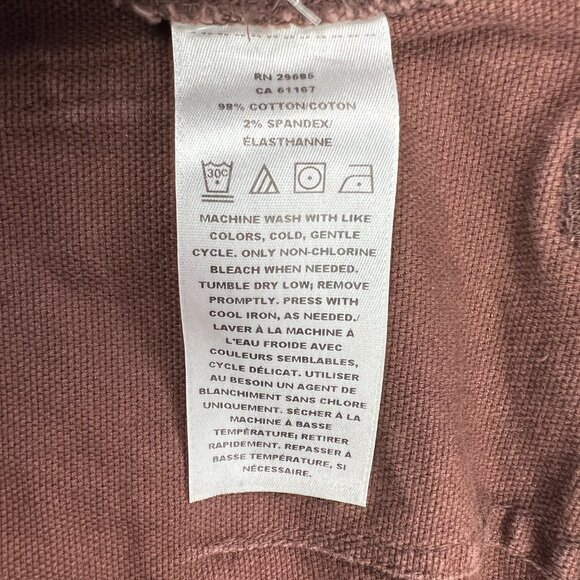 RN 29685
CA 61167
98% COTTON/COTON
2% SPANDEX/
ÉLASTHANNE
30C
MACHINE WASH WITH LIKE
COLORS, COLD, GENTLE
CYCLE. ONLY NON-CHLORINE
BLEACH WHEN NEEDED.
TUMBLE DRY LOW; REMOVE
PROMPTLY. PRESS WITH
COOL IRON, AS NEEDED./
LAVER À LA MACHINE À
L'EAU FROIDE AVEC
COULEURS SEMBLABLES,
CYCLE DÉLICAT. UTILISER
AU BESOIN UN AGENT DE
BLANCHIMENT SANS CHLORE
UNIQUEMENT. SÉCHER À LA
MACHINE À BASSE
TEMPÉRATURE; RETIRER
RAPIDEMENT. REPASSER À
BASSE TEMPÉRATURE, SI
NÉCESSAIRE.